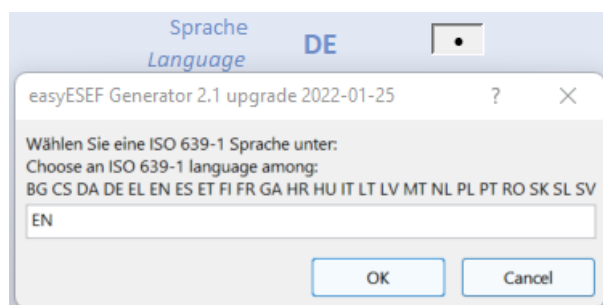 Sprache
DE
Language
easyESEF Generator 2.1 upgrade 2022-01-25 ?
Wählen Sie eine ISO 639-1 Sprache unter:
Choose an ISO 639-1 language among:
BG CS DA DE EL EN ES ET FI FR GA HR HU IT LT LV MT NL PL PT RO SK SL SV
EN
OK Cancel